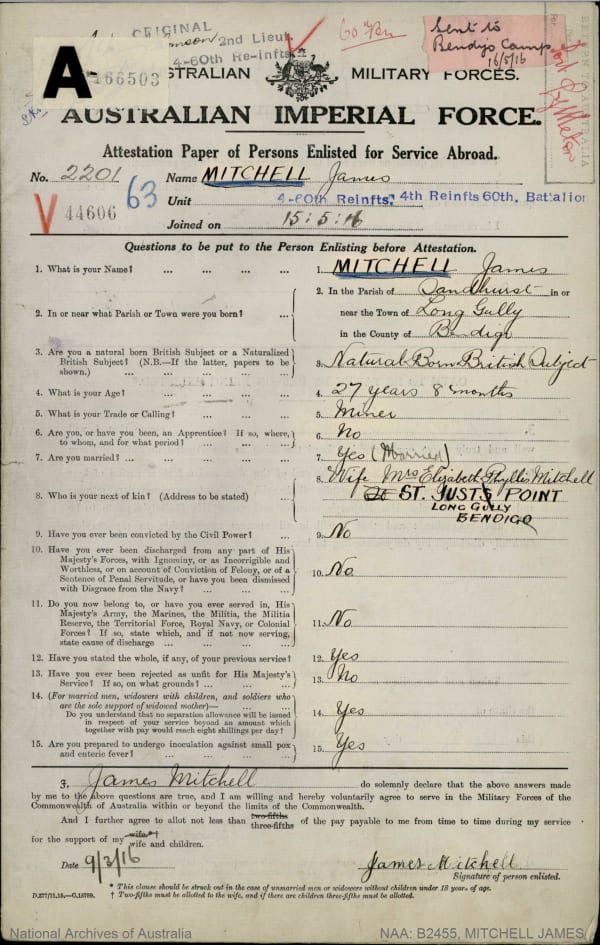 ORIGINAL
2nd Lieut.
4-60th Re-infts
60th Rn
Sent to
Bendigo Camp
16/5/16
A-
66503
AUSTRALIAN MILITARY FORCES.
AUSTRALIAN IMPERIAL FORCE.
Attestation Paper of Persons Enlisted for Service Abroad.
No. 2201 Name MITCHELL James
63 Unit 4-60th Reinfts. 4th Reinfts 60th. Battalion
V 44606
Joined on 15:5:16
Questions to be put to the Person Enlisting before Attestation.
1. What is your Name? ... ... ... ... 1. MITCHELL James
2. In or near what Parish or Town were you born? ... 2. In the Parish of Sandhurst in or
near the Town of Long Gully
in the County of Bendigo
3. Are you a natural born British Subject or a Naturalized
British Subject? (N.B.—If the latter, papers to be
shown.) ... ... ... ... 3. Natural Born British Subject
4. What is your Age? ... ... ... ... 4. 27 years 8 months
5. What is your Trade or Calling? ... ... ... 5. Miner
6. Are you, or have you been, an Apprentice? If so, where,
to whom, and for what period? ... ... ... 6. No
7. Are you married? ... ... ... ... 7. Yes (Married)
8. Who is your next of kin? (Address to be stated) ... 8. Wife Mrs Elizabeth Phyllis Mitchell
ST. JUSTS POINT
LONG GULLY
BENDIGO
9. Have you ever been convicted by the Civil Power? ... 9. No
10. Have you ever been discharged from any part of His
Majesty's Forces, with Ignominy, or as Incorrigible and
Worthless, or on account of Conviction of Felony, or of a
Sentence of Penal Servitude, or have you been dismissed
with Disgrace from the Navy? ... ... ... 10. No
11. Do you now belong to, or have you ever served in, His
Majesty's Army, the Marines, the Militia, the Militia
Reserve, the Territorial Force, Royal Navy, or Colonial
Forces? If so, state which, and if not now serving,
state cause of discharge ... ... ... 11. No
12. Have you stated the whole, if any, of your previous service? 12. Yes
13. Have you ever been rejected as unfit for His Majesty's
Service? If so, on what grounds? ... ... ... 13. No
14. (For married men, widowers with children, and soldiers who
are the sole support of widowed mother)—
Do you understand that no separation allowance will be issued
in respect of your service beyond an amount which
together with pay would reach eight shillings per day? ... 14. Yes
15. Are you prepared to undergo inoculation against small pox
and enteric fever? ... ... ... ... 15. Yes
I, James Mitchell do solemnly declare that the above answers made
by me to the above questions are true, and I am willing and hereby voluntarily agree to serve in the Military Forces of the
Commonwealth of Australia within or beyond the limits of the Commonwealth.
And I further agree to allot not less than two-fifths three-fifths of the pay payable to me from time to time during my service
for the support of my wife*† wife and children.
Date 9/3/16 James Mitchell
Signature of person enlisted.
* This clause should be struck out in the case of unmarried men or widowers without children under 18 years of age.
D.277/11.15.—C.15789. † Two-fifths must be allotted to the wife, and if there are children three-fifths must be allotted.
National Archives of Australia NAA: B2455, MITCHELL JAMES